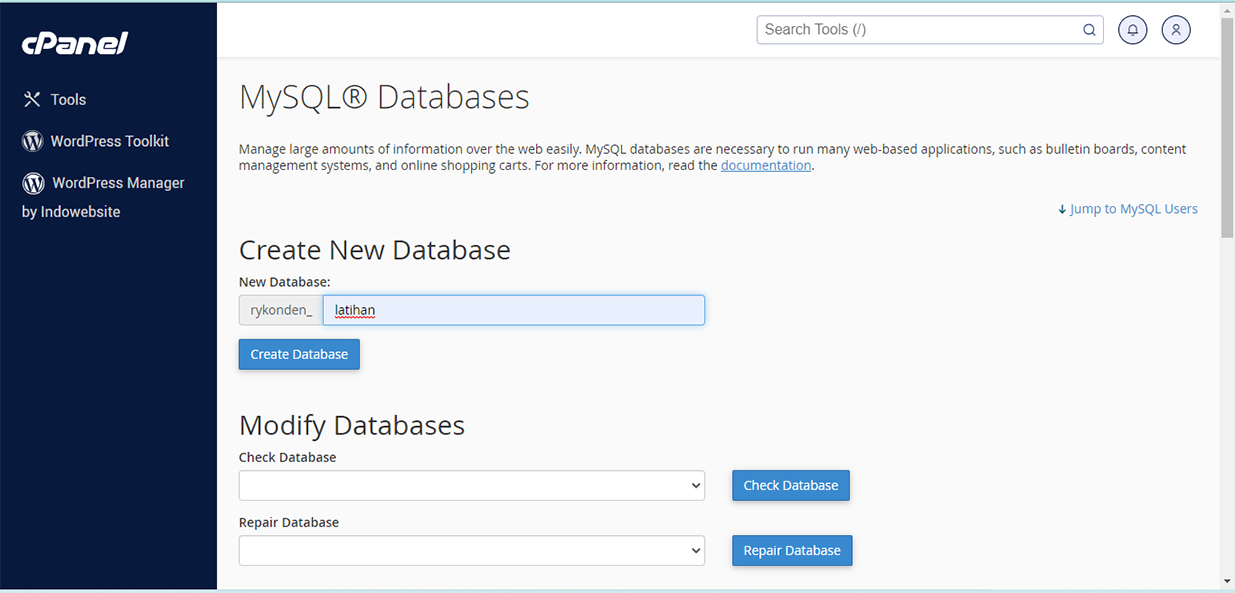 cPanel
Search Tools (/)
Tools
WordPress Toolkit
WordPress Manager
by Indowebsite
MySQL® Databases
Manage large amounts of information over the web easily. MySQL databases are necessary to run many web-based applications, such as bulletin boards, content
management systems, and online shopping carts. For more information, read the documentation.
Jump to MySQL Users
Create New Database
New Database:
rykonden_ latihan
Create Database
Modify Databases
Check Database
Check Database
Repair Database
Repair Database